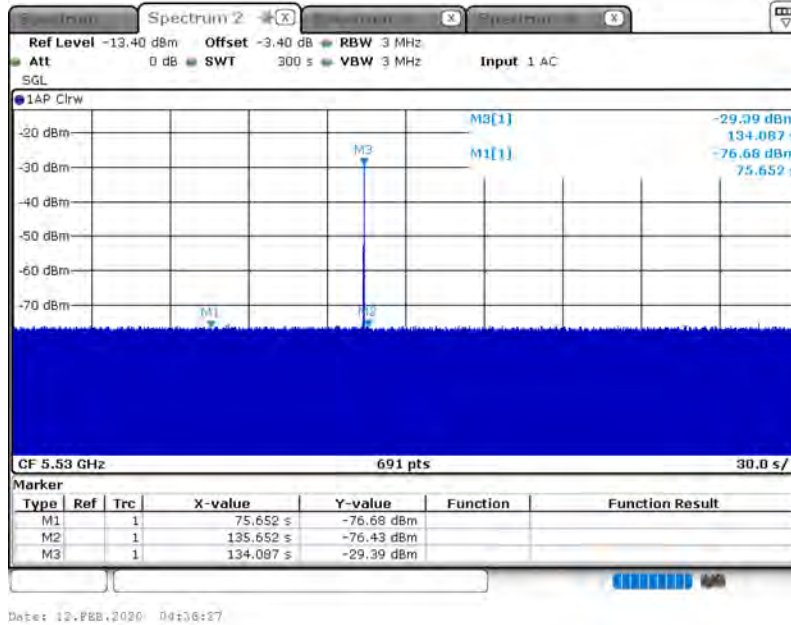 Spectrum
Spectrum 2
Ref Level -13.40 dBm Offset -3.40 dB RBW 3 MHz
Att 0 dB SWT 300 s VBW 3 MHz Input 1 AC
SGL
1AP Clrw
M3[1] -29.39 dBm
134.087 s
M1[1] -76.68 dBm
75.652 s
-20 dBm
M3
-30 dBm
-40 dBm
-50 dBm
-60 dBm
-70 dBm
M1 M2
CF 5.53 GHz 691 pts 30.0 s/
Marker
Type Ref Trc X-value Y-value Function Function Result
M1 1 75.652 s -76.68 dBm
M2 1 135.652 s -76.43 dBm
M3 1 134.087 s -29.39 dBm
Date: 12.FEB.2020 04:36:27